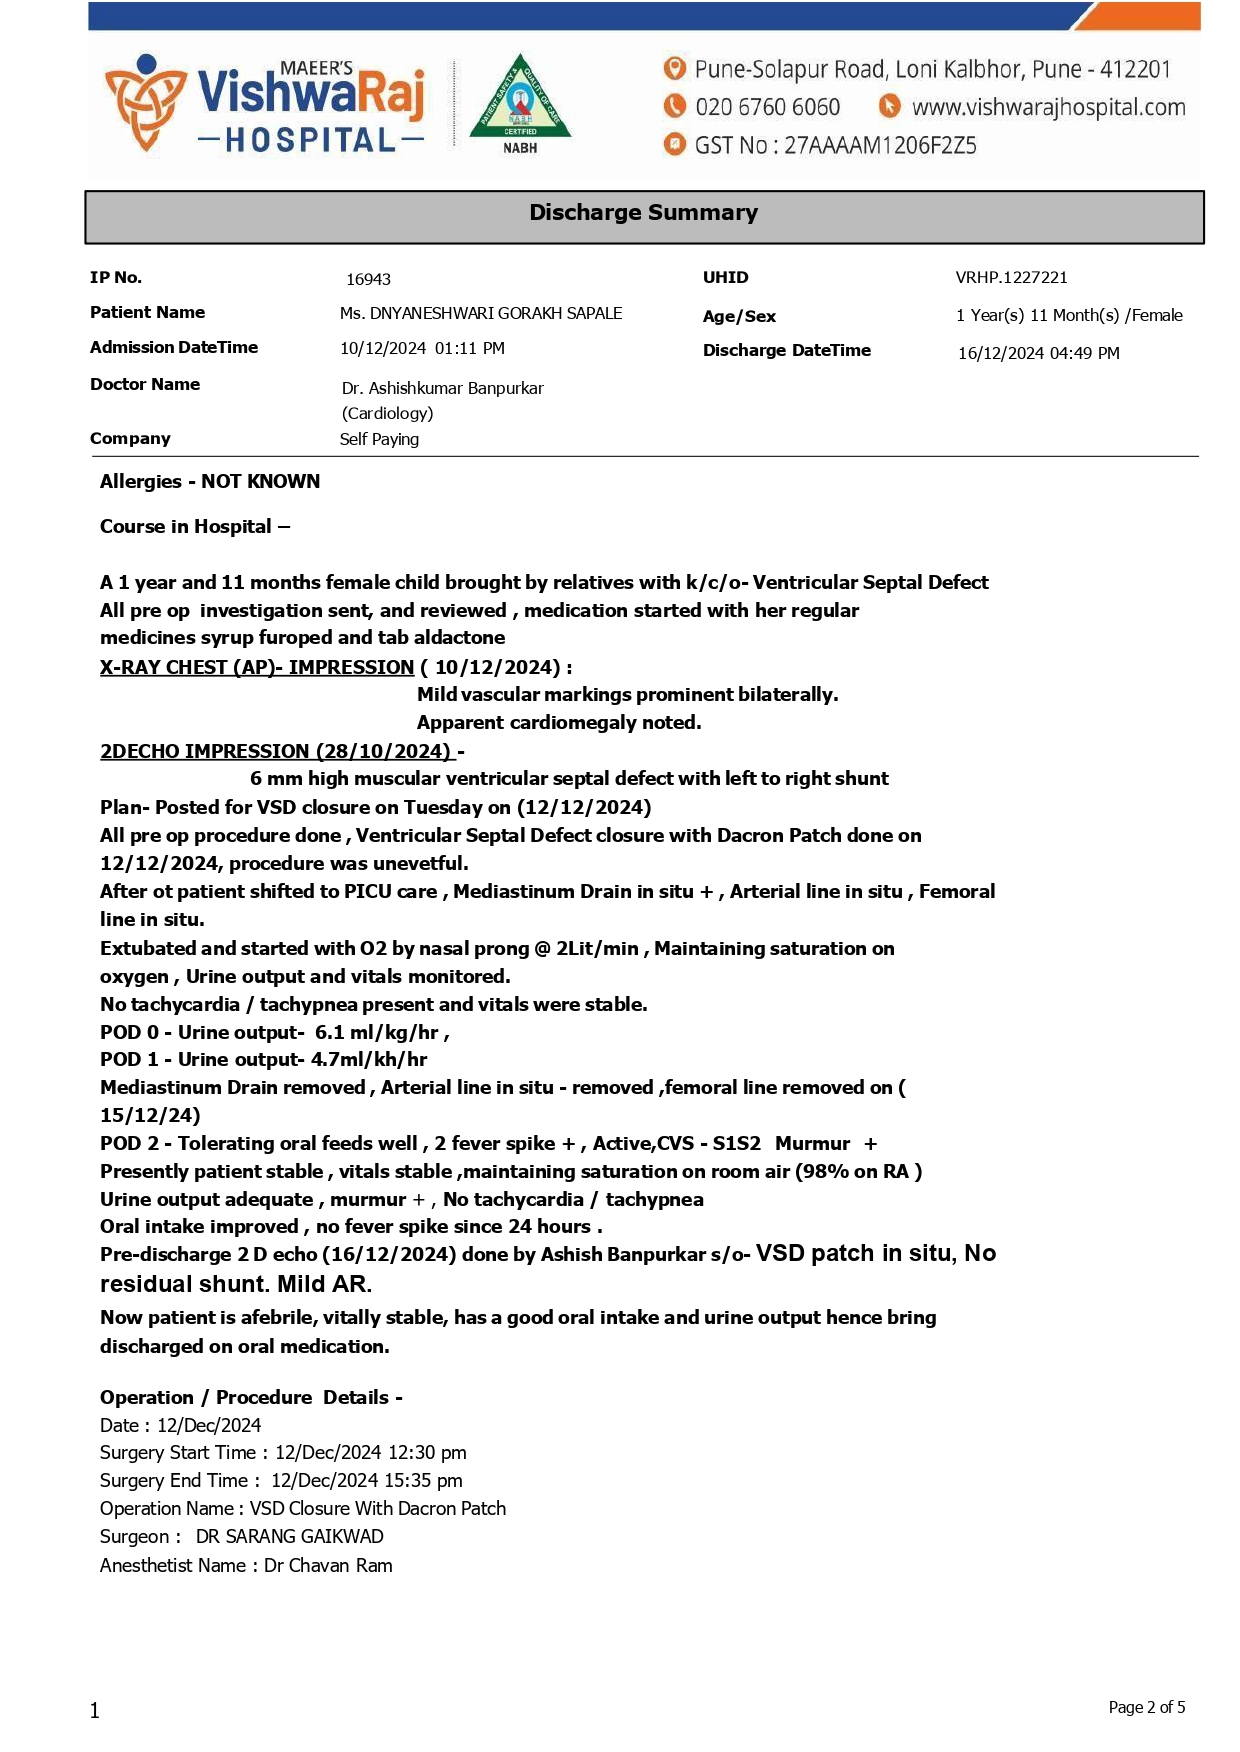 MAEER'S
VishwaRaj
HOSPITAL
PATIENT SAFETY & QUALITY OF CARE
NABH
CERTIFIED
NABH
Pune-Solapur Road, Loni Kalbhor, Pune - 412201
020 6760 6060 www.vishwarajhospital.com
GST No : 27AAAAM1206F2Z5
Discharge Summary
IP No. 16943 UHID VRHP.1227221
Patient Name Ms. DNYANESHWARI GORAKH SAPALE Age/Sex 1 Year(s) 11 Month(s) /Female
Admission DateTime 10/12/2024 01:11 PM Discharge DateTime 16/12/2024 04:49 PM
Doctor Name Dr. Ashishkumar Banpurkar
(Cardiology)
Company Self Paying
Allergies - NOT KNOWN
Course in Hospital –
A 1 year and 11 months female child brought by relatives with k/c/o- Ventricular Septal Defect
All pre op investigation sent, and reviewed , medication started with her regular
medicines syrup furoped and tab aldactone
X-RAY CHEST (AP)- IMPRESSION ( 10/12/2024) :
Mild vascular markings prominent bilaterally.
Apparent cardiomegaly noted.
2DECHO IMPRESSION (28/10/2024) -
6 mm high muscular ventricular septal defect with left to right shunt
Plan- Posted for VSD closure on Tuesday on (12/12/2024)
All pre op procedure done , Ventricular Septal Defect closure with Dacron Patch done on
12/12/2024, procedure was unevetful.
After ot patient shifted to PICU care , Mediastinum Drain in situ + , Arterial line in situ , Femoral
line in situ.
Extubated and started with O2 by nasal prong @ 2Lit/min , Maintaining saturation on
oxygen , Urine output and vitals monitored.
No tachycardia / tachypnea present and vitals were stable.
POD 0 - Urine output- 6.1 ml/kg/hr ,
POD 1 - Urine output- 4.7ml/kh/hr
Mediastinum Drain removed , Arterial line in situ - removed ,femoral line removed on (
15/12/24)
POD 2 - Tolerating oral feeds well , 2 fever spike + , Active,CVS - S1S2 Murmur +
Presently patient stable , vitals stable ,maintaining saturation on room air (98% on RA )
Urine output adequate , murmur + , No tachycardia / tachypnea
Oral intake improved , no fever spike since 24 hours .
Pre-discharge 2 D echo (16/12/2024) done by Ashish Banpurkar s/o- VSD patch in situ, No
residual shunt. Mild AR.
Now patient is afebrile, vitally stable, has a good oral intake and urine output hence bring
discharged on oral medication.
Operation / Procedure Details -
Date : 12/Dec/2024
Surgery Start Time : 12/Dec/2024 12:30 pm
Surgery End Time : 12/Dec/2024 15:35 pm
Operation Name : VSD Closure With Dacron Patch
Surgeon : DR SARANG GAIKWAD
Anesthetist Name : Dr Chavan Ram
1 Page 2 of 5